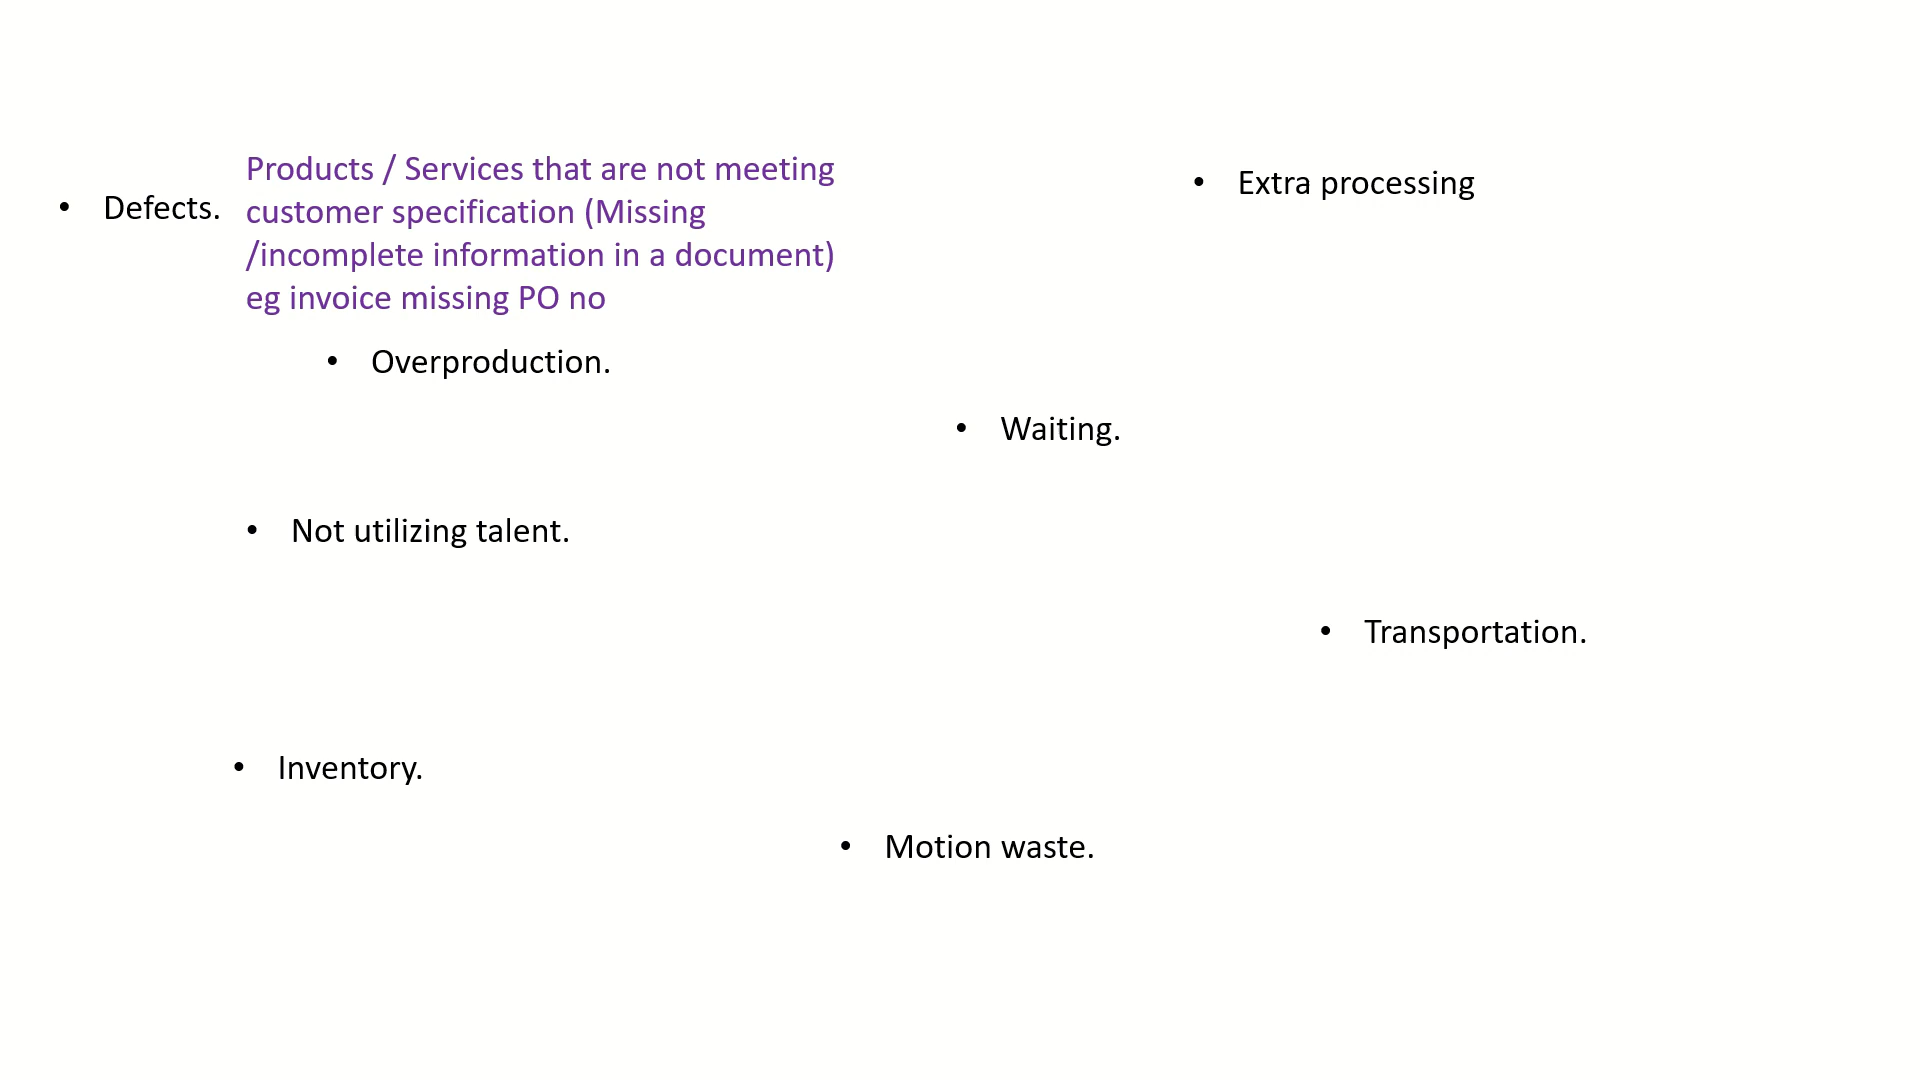 • Defects.
Products / Services that are not meeting
customer specification (Missing
/incomplete information in a document)
eg invoice missing PO no
• Extra processing
• Overproduction.
• Waiting.
• Not utilizing talent.
• Transportation.
• Inventory.
• Motion waste.